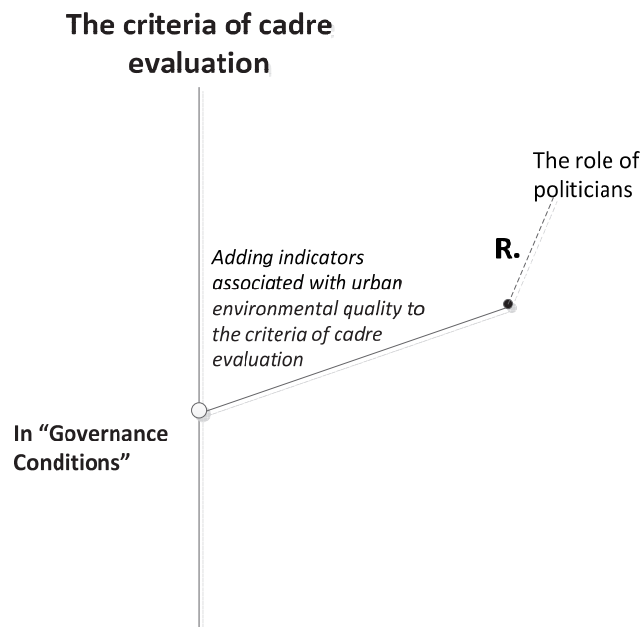 The criteria of cadre
evaluation
The role of
politicians
R.
Adding indicators
associated with urban
environmental quality to
the criteria of cadre
evaluation
In “Governance
Conditions”